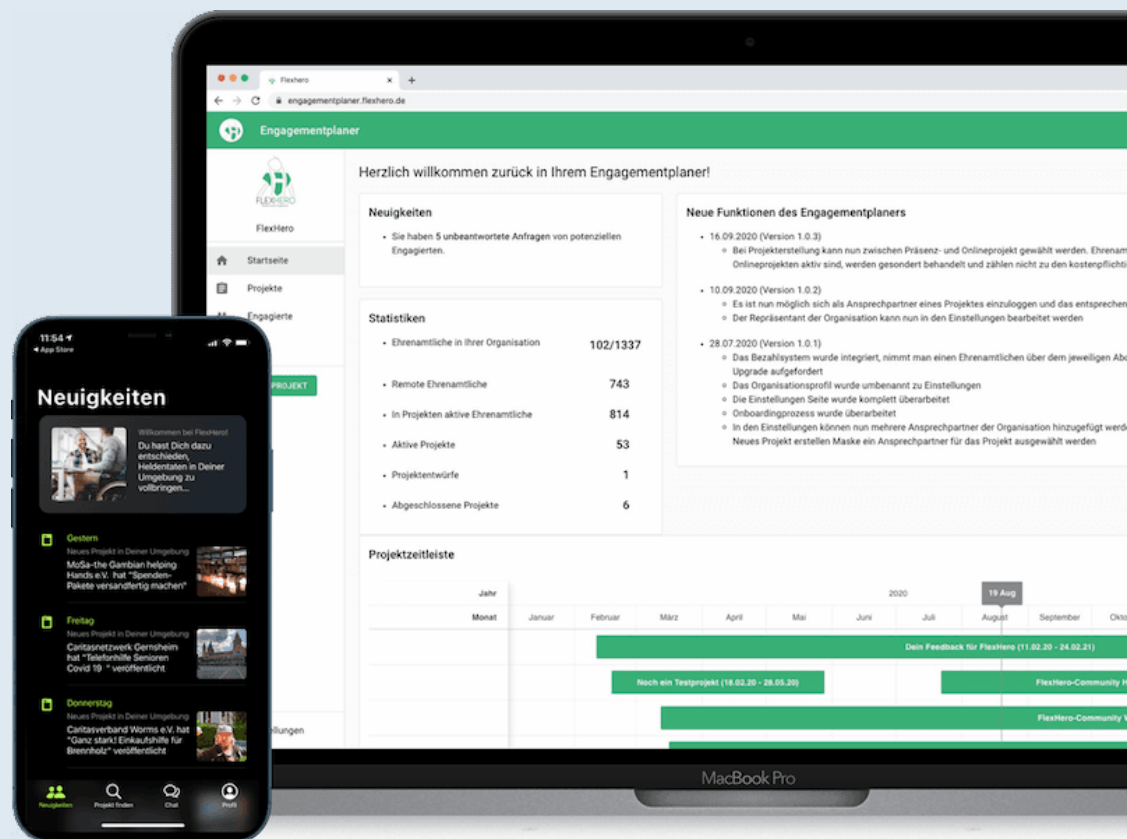 Flexhero
engagementplaner.flexhero.de
Engagementplaner
FLEXHERO
FlexHero
Startseite
Projekte
Engagierte
PROJEKT
Herzlich willkommen zurück in Ihrem Engagementplaner!
Neuigkeiten
Sie haben 5 unbeantwortete Anfragen von potenziellen
Engagierten.
Statistiken
Ehrenamtliche in Ihrer Organisation 102/1337
Remote Ehrenamtliche 743
In Projekten aktive Ehrenamtliche 814
Aktive Projekte 53
Projektentwürfe 1
Abgeschlossene Projekte 6
Neue Funktionen des Engagementplaners
16.09.2020 (Version 1.0.3)
Bei Projekterstellung kann nun zwischen Präsenz- und Onlineprojekt gewählt werden. Ehrenam
Onlineprojekten aktiv sind, werden gesondert behandelt und zählen nicht zu den kostenpflichti
10.09.2020 (Version 1.0.2)
Es ist nun möglich sich als Ansprechpartner eines Projektes einzuloggen und das entsprechen
Der Repräsentant der Organisation kann nun in den Einstellungen bearbeitet werden
28.07.2020 (Version 1.0.1)
Das Bezahlsystem wurde integriert, nimmt man einen Ehrenamtlichen über dem jeweiligen Abo
Upgrade aufgefordert
Das Organisationsprofil wurde umbenannt zu Einstellungen
Die Einstellungen Seite wurde komplett überarbeitet
Onboardingprozess wurde überarbeitet
In den Einstellungen können nun mehrere Ansprechpartner der Organisation hinzugefügt werde
Neues Projekt erstellen Maske ein Ansprechpartner für das Projekt ausgewählt werden
Projektzeitleiste
Jahr 2020 19 Aug
Monat Januar Februar März April Mai Juni Juli August September Okto
Dein Feedback für FlexHero (11.02.20 - 24.02.21)
Noch ein Testprojekt (18.02.20 - 28.05.20) FlexHero-Community H
FlexHero-Community V
ellungen
MacBook Pro
11:54
App Store
Neuigkeiten
Willkommen bei FlexHero!
Du hast Dich dazu
entschieden,
Heldentaten in Deiner
Umgebung zu
vollbringen...
Gestern
Neues Projekt in Deiner Umgebung
MoSa-the Gambian helping
Hands e.V. hat "Spenden-
Pakete versandfertig machen"
Freitag
Neues Projekt in Deiner Umgebung
Caritasnetzwerk Gernsheim
hat "Telefonhilfe Senioren
Covid 19 " veröffentlicht
Donnerstag
Neues Projekt in Deiner Umgebung
Caritasverband Worms e.V. hat
"Ganz stark! Einkaufshilfe für
Brennholz" veröffentlicht
Neuigkeiten Projekt finden Chat Profil